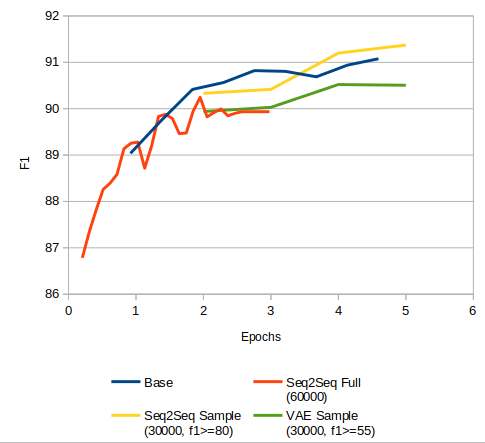 92
91
90
89
88
87
86
F1
0 1 2 3 4 5 6
Epochs
Base
Seq2Seq Full
(60000)
Seq2Seq Sample
(30000, f1>=80)
VAE Sample
(30000, f1>=55)